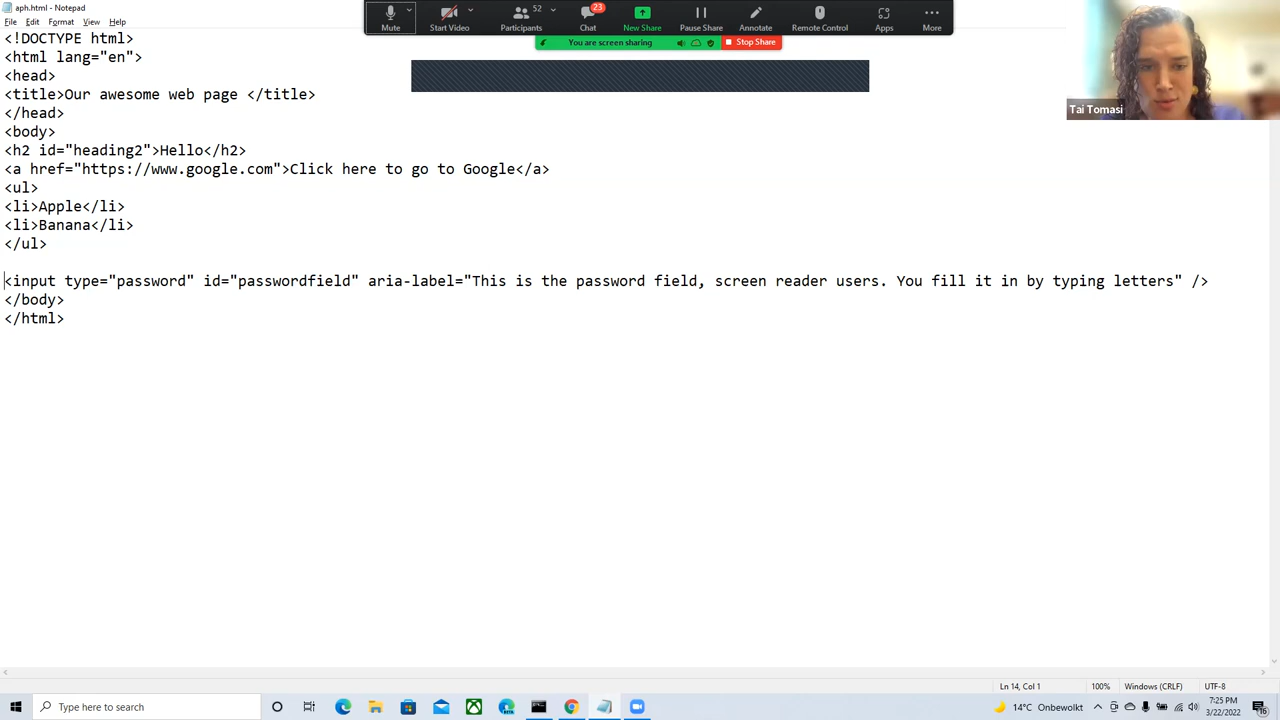 aph.html - Notepad
File Edit Format View Help
Mute
Start Video
52
Participants
23
Chat
New Share
Pause Share
Annotate
Remote Control
Apps
More
You are screen sharing
Stop Share
Tai Tomasi
<!DOCTYPE html>
<html lang="en">
<head>
<title>Our awesome web page </title>
</head>
<body>
<h2 id="heading2">Hello</h2>
<a href="https://www.google.com">Click here to go to Google</a>
<ul>
<li>Apple</li>
<li>Banana</li>
</ul>
<input type="password" id="passwordfield" aria-label="This is the password field, screen reader users. You fill it in by typing letters" />
</body>
</html>
Ln 14, Col 1
100%
Windows (CRLF)
UTF-8
Type here to search
BETA
14°C Onbewolkt
7:25 PM
3/22/2022
16